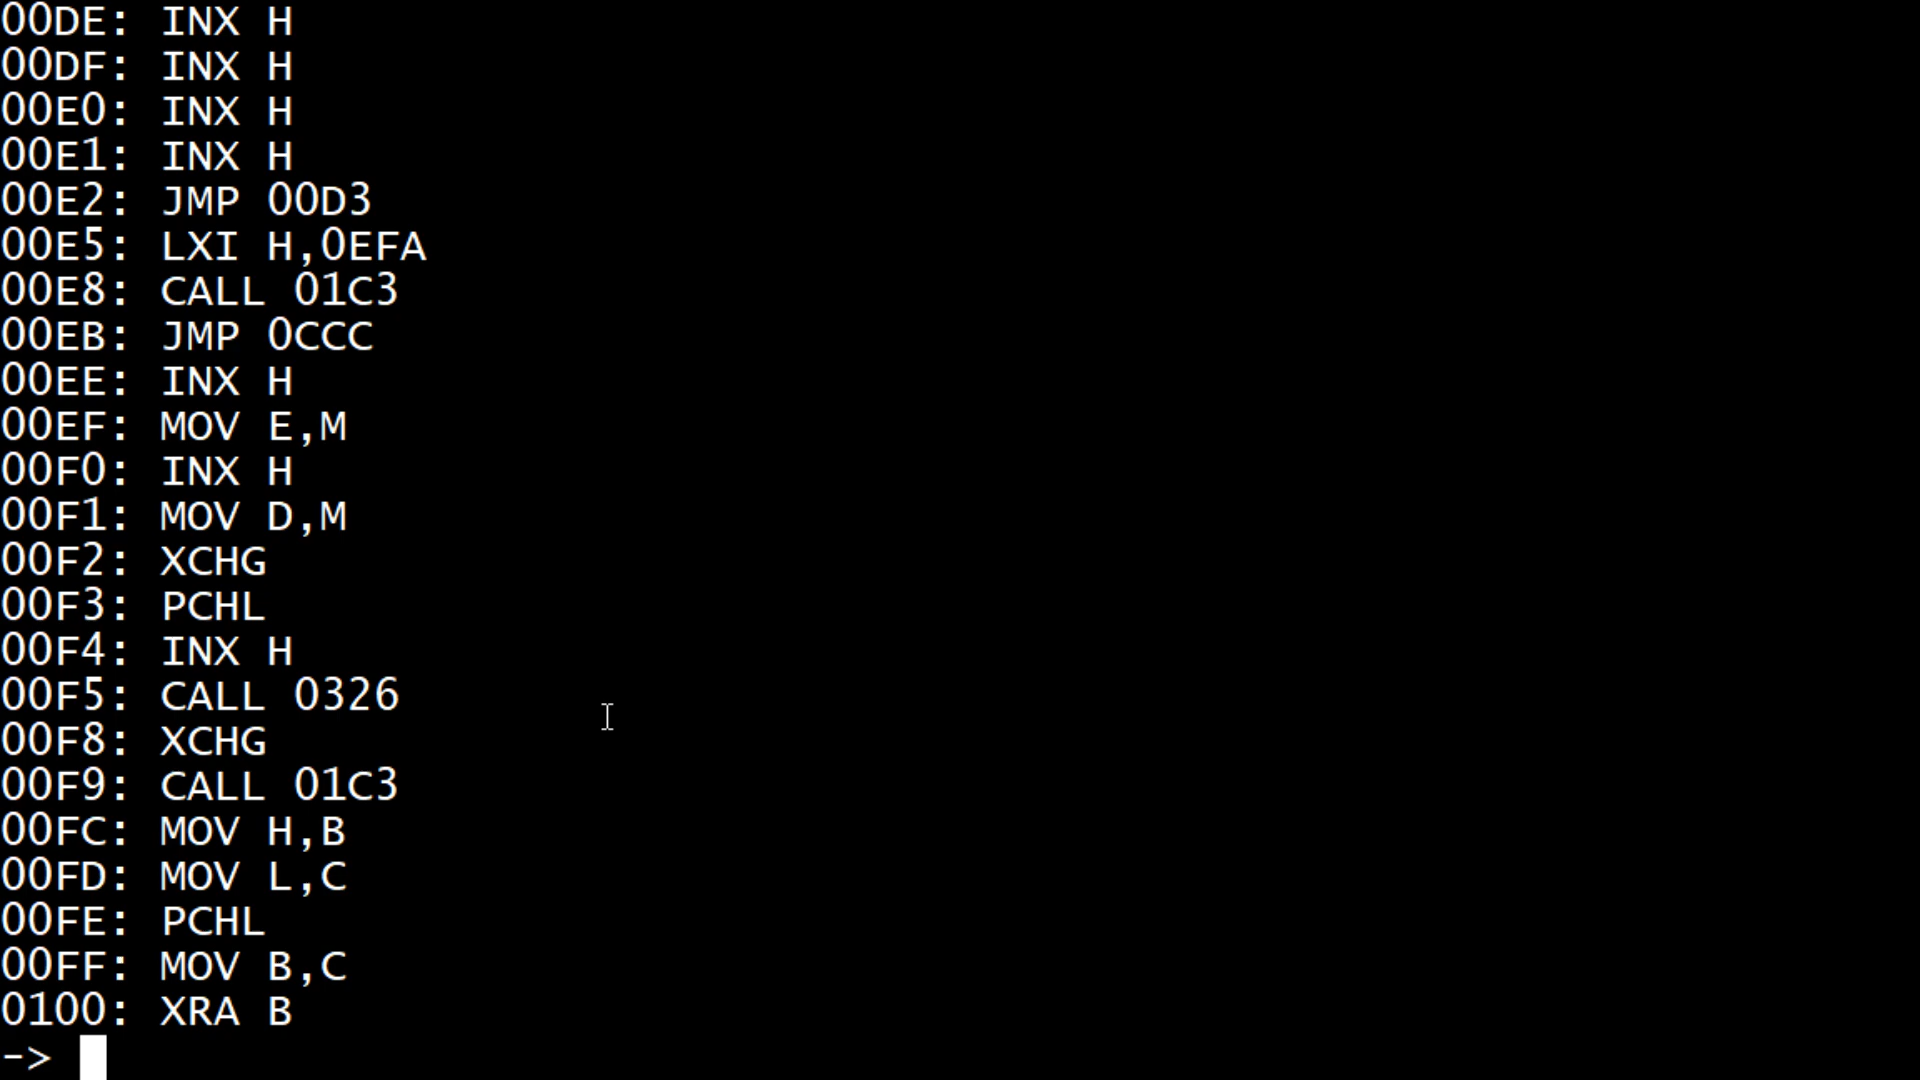 00DE: INX H
00DF: INX H
00E0: INX H
00E1: INX H
00E2: JMP 00D3
00E5: LXI H,0EFA
00E8: CALL 01C3
00EB: JMP 0CCC
00EE: INX H
00EF: MOV E,M
00F0: INX H
00F1: MOV D,M
00F2: XCHG
00F3: PCHL
00F4: INX H
00F5: CALL 0326
00F8: XCHG
00F9: CALL 01C3
00FC: MOV H,B
00FD: MOV L,C
00FE: PCHL
00FF: MOV B,C
0100: XRA B
->